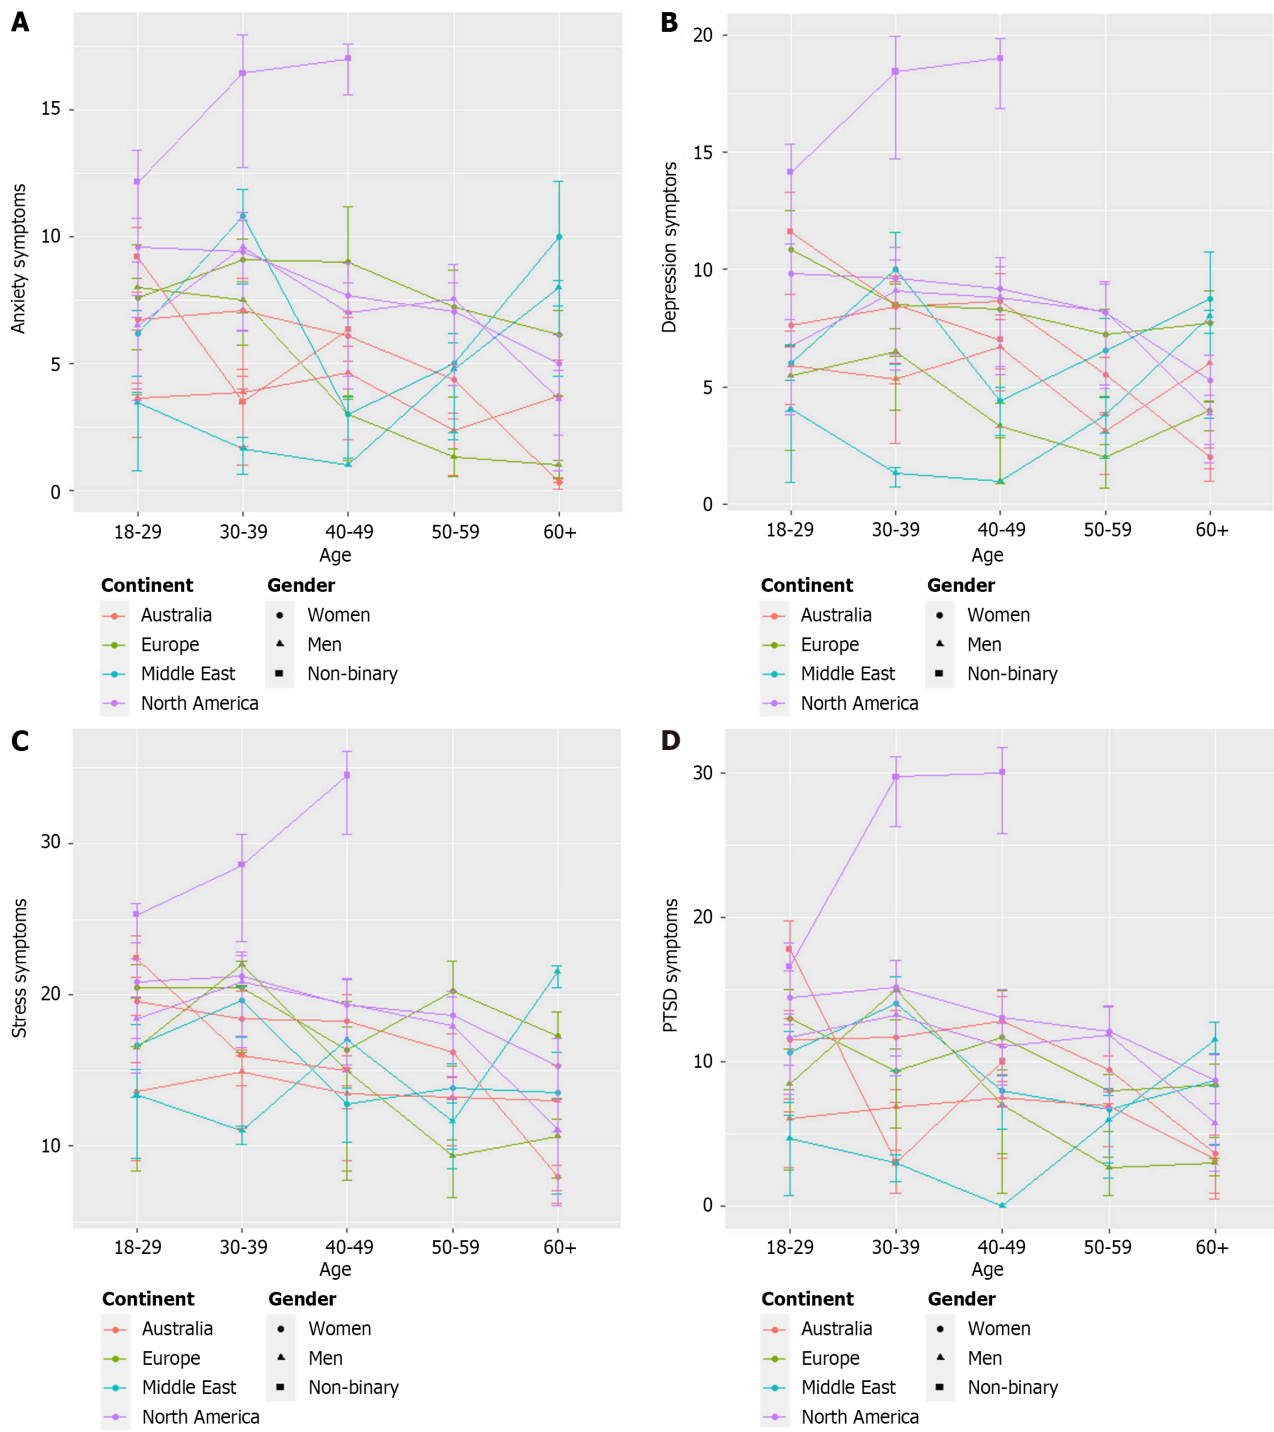 A
Anxiety symptoms
15
10
5
0
18-29 30-39 40-49 50-59 60+
Age
Continent Gender
Australia Women
Europe Men
Middle East Non-binary
North America
B
Depression symptors
20
15
10
5
0
18-29 30-39 40-49 50-59 60+
Age
Continent Gender
Australia Women
Europe Men
Middle East Non-binary
North America
C
Stress symptoms
30
20
10
18-29 30-39 40-49 50-59 60+
Age
Continent Gender
Australia Women
Europe Men
Middle East Non-binary
North America
D
PTSD symptoms
30
20
10
0
18-29 30-39 40-49 50-59 60+
Age
Continent Gender
Australia Women
Europe Men
Middle East Non-binary
North America